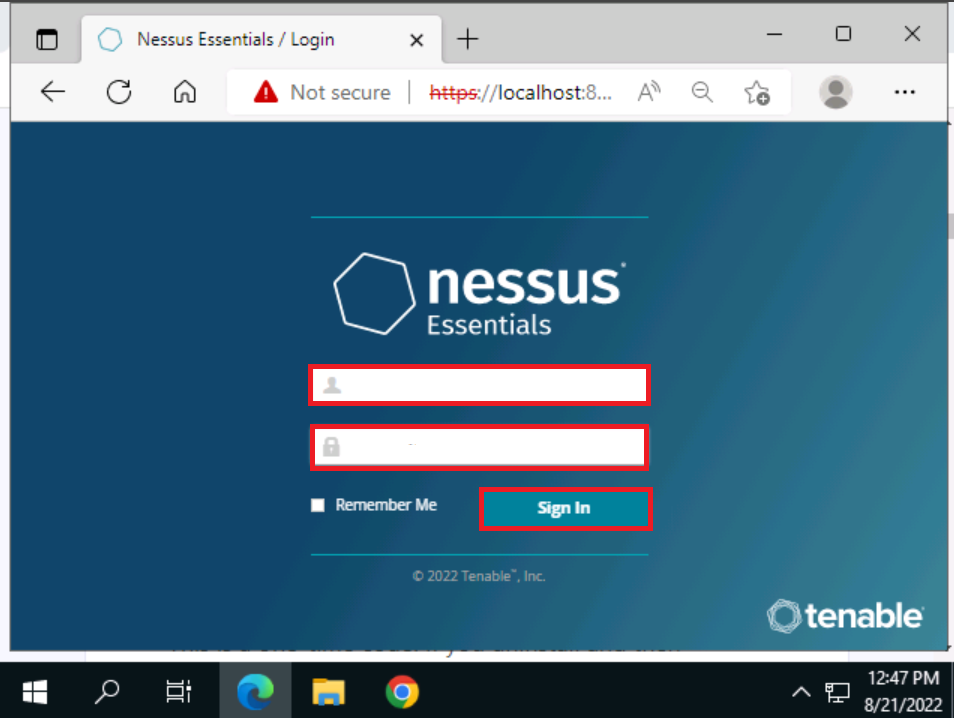 Nessus Essentials / Login
Not secure | https://localhost:8...
nessus
Essentials
Remember Me
Sign In
© 2022 Tenable™, Inc.
tenable
12:47 PM
8/21/2022